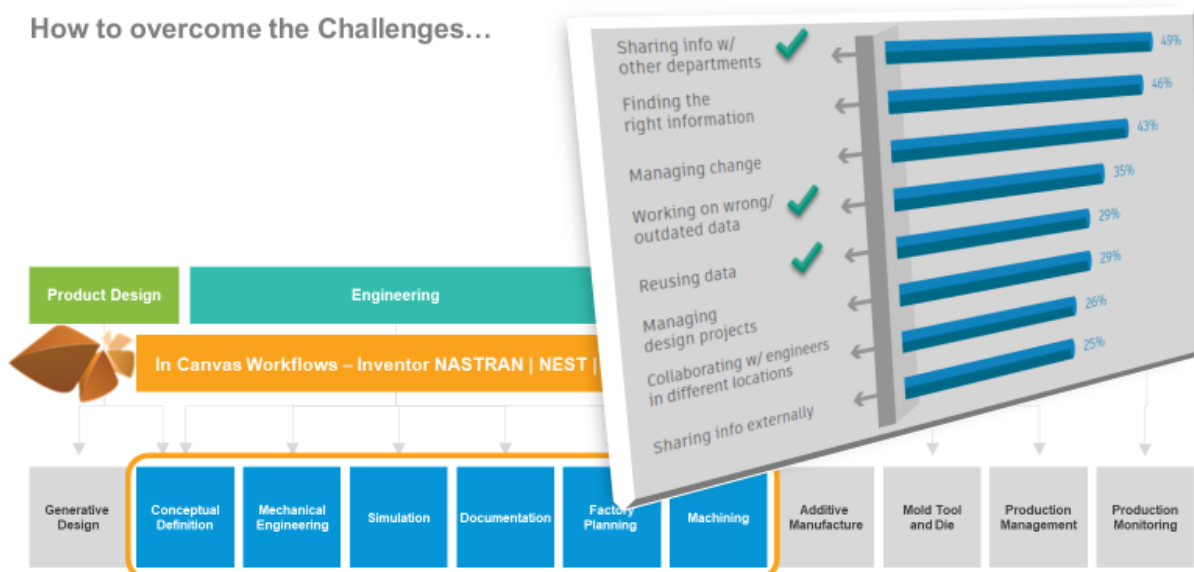 How to overcome the Challenges...
Sharing info w/
other departments
49%
Finding the
right information
46%
Managing change
43%
Working on wrong/
outdated data
35%
Reusing data
29%
Managing
design projects
29%
Collaborating w/ engineers
in different locations
26%
Sharing info externally
25%
Product Design
Engineering
In Canvas Workflows – Inventor NASTRAN | NEST |
Generative
Design
Conceptual
Definition
Mechanical
Engineering
Simulation
Documentation
Factory
Planning
Machining
Additive
Manufacture
Mold Tool
and Die
Production
Management
Production
Monitoring